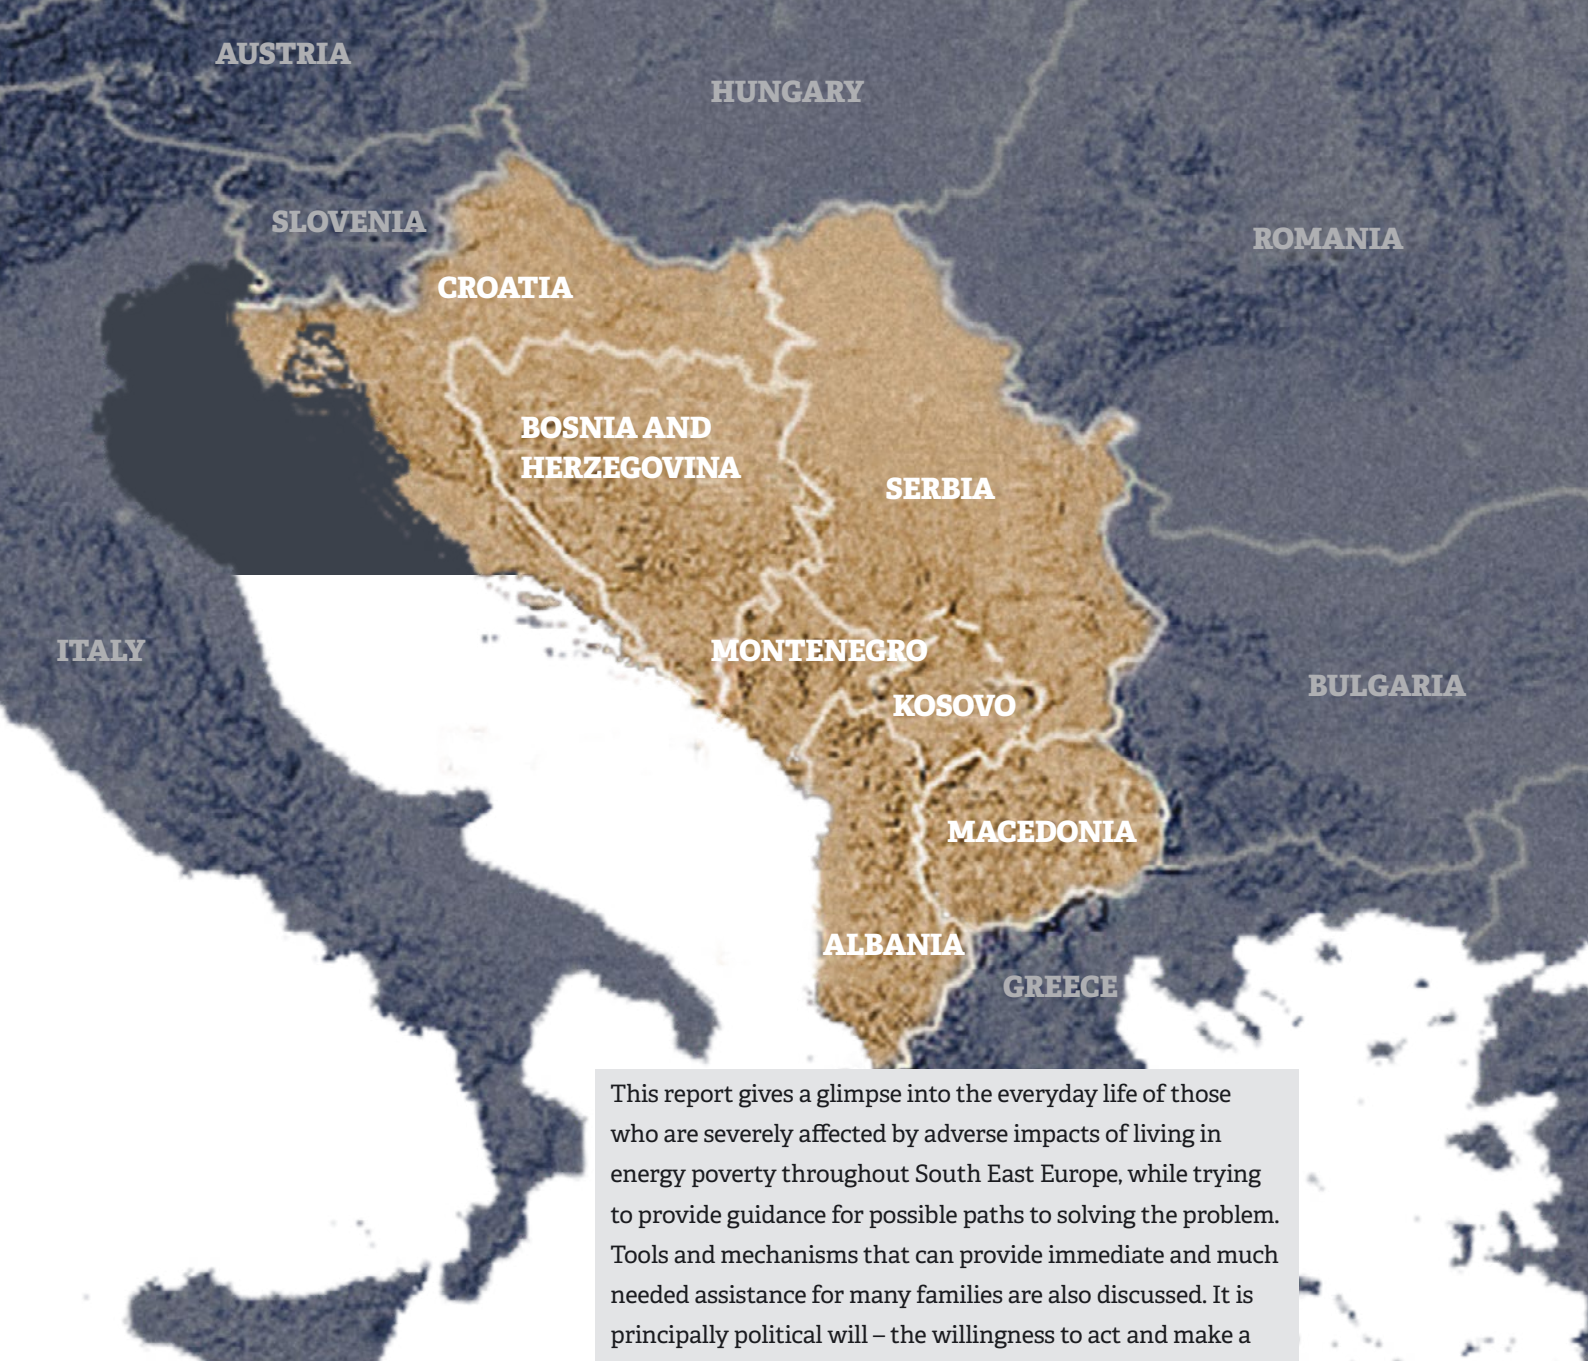 AUSTRIA
HUNGARY
SLOVENIA
ROMANIA
CROATIA
BOSNIA AND
HERZEGOVINA
SERBIA
ITALY
MONTENEGRO
BULGARIA
KOSOVO
MACEDONIA
ALBANIA
GREECE
This report gives a glimpse into the everyday life of those
who are severely affected by adverse impacts of living in
energy poverty throughout South East Europe, while trying
to provide guidance for possible paths to solving the problem.
Tools and mechanisms that can provide immediate and much
needed assistance for many families are also discussed. It is
principally political will – the willingness to act and make a